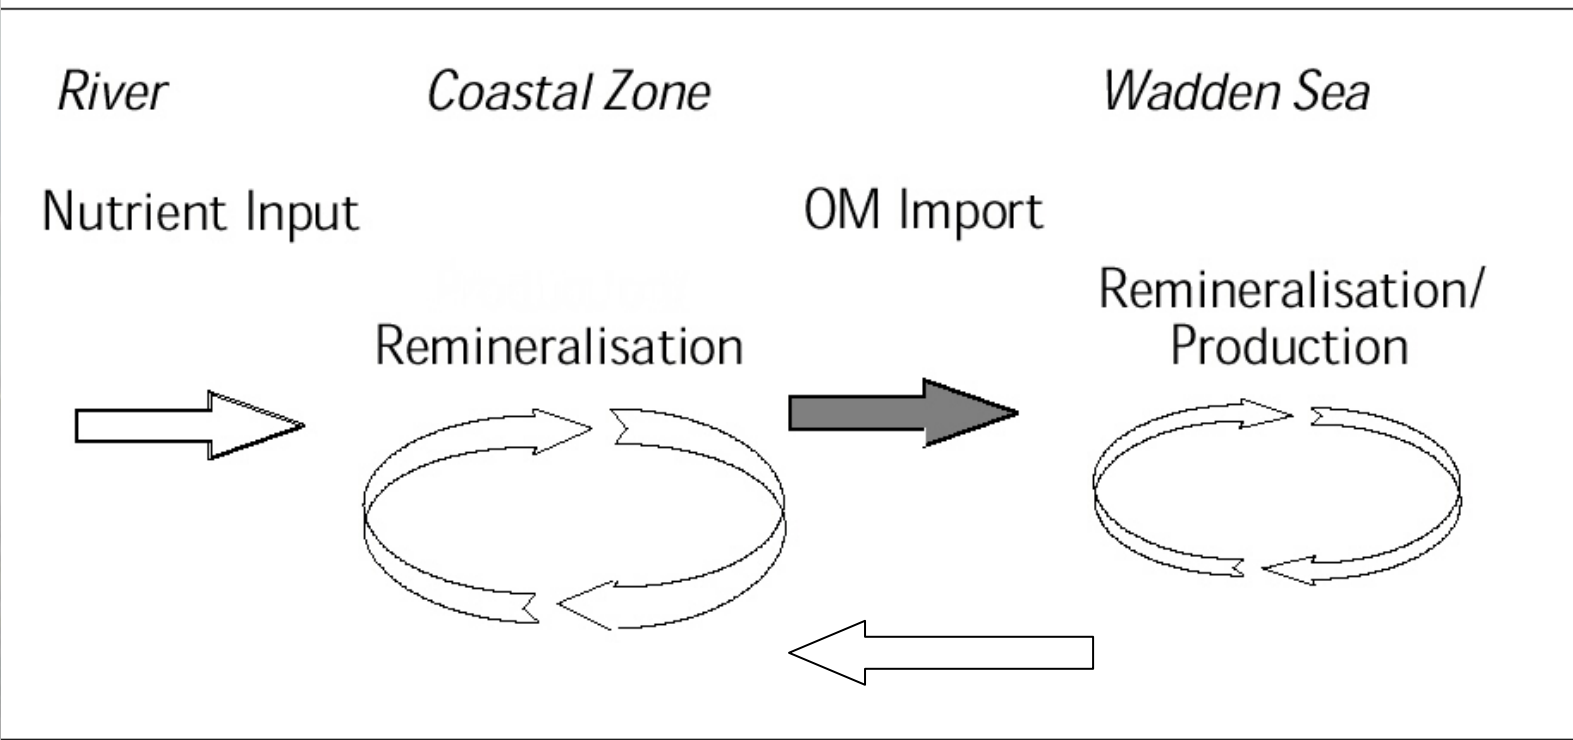 River
Coastal Zone
Wadden Sea
Nutrient Input
OM Import
Remineralisation
Remineralisation/
Production